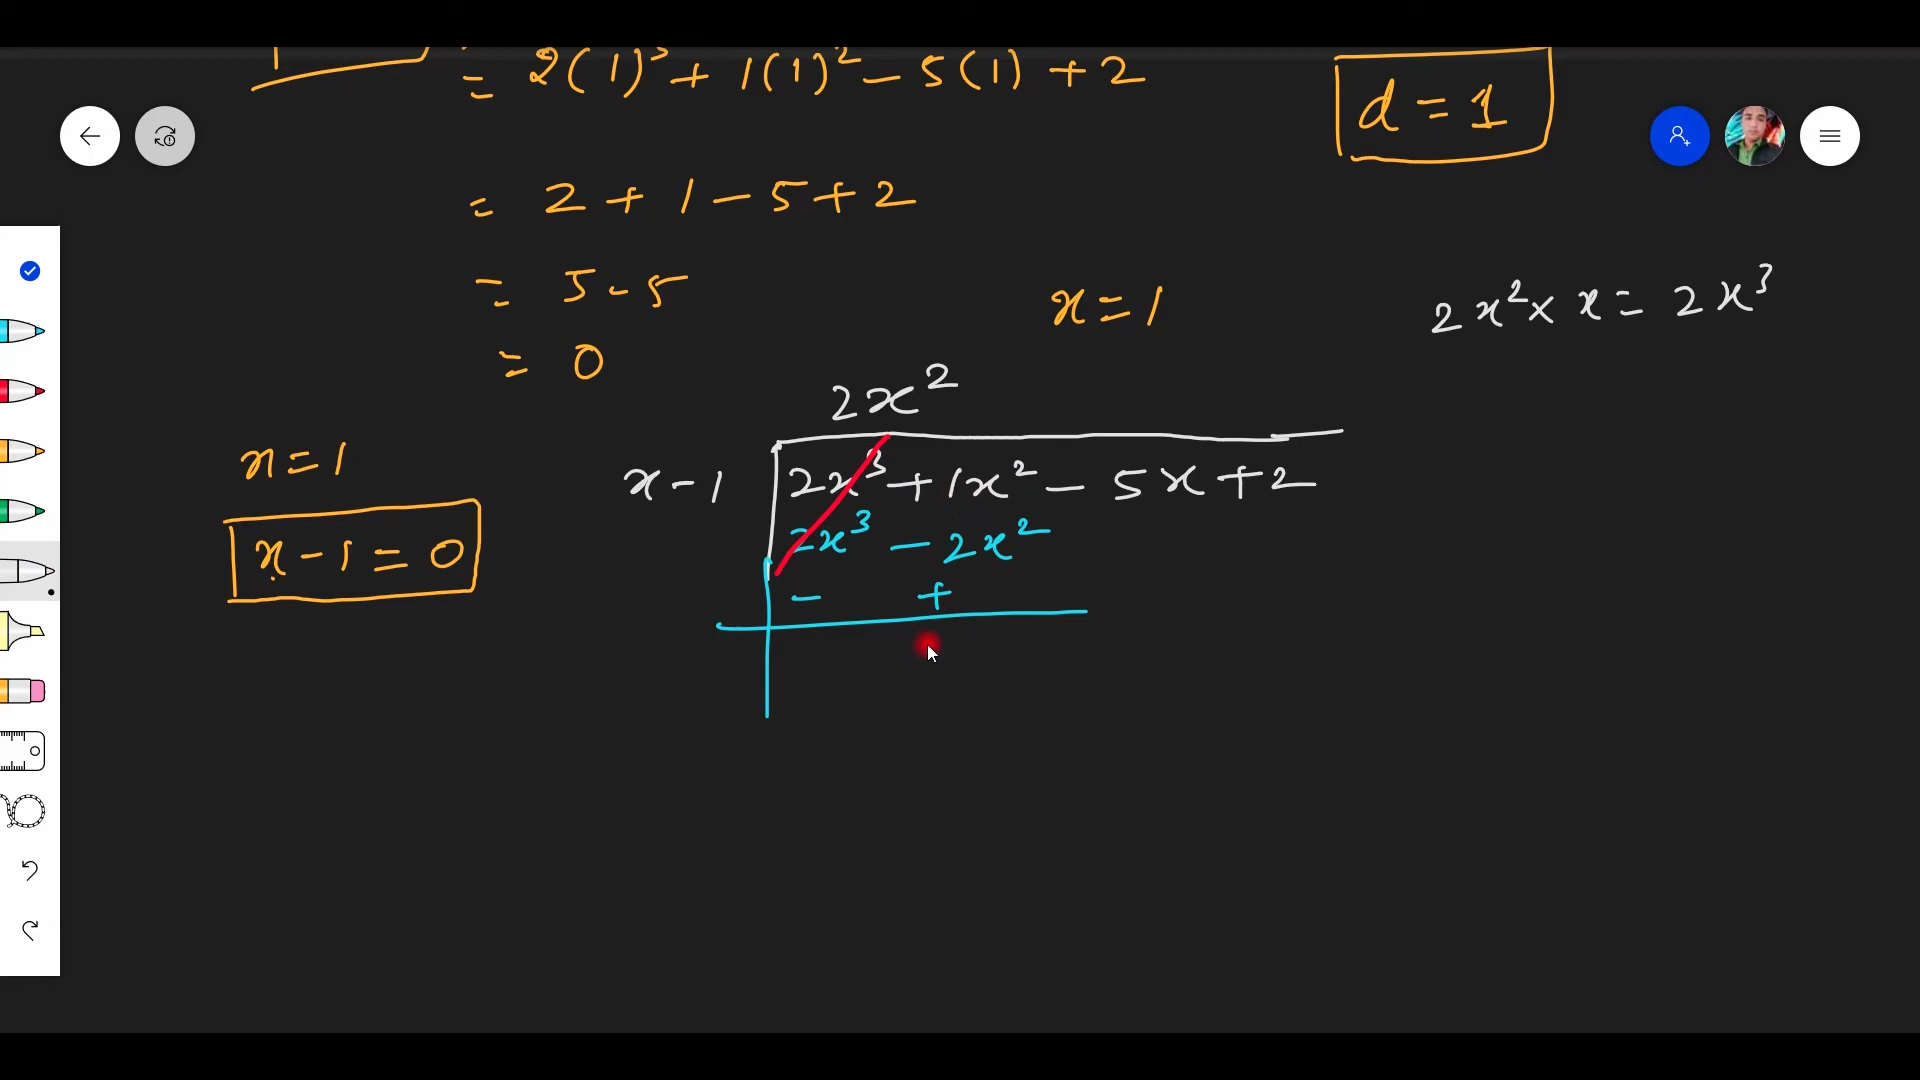 = 2(1)³ + 1(1)² - 5(1) + 2
d = 1
= 2 + 1 - 5 + 2
= 5 - 5
= 0
x = 1
2x² × x = 2x³
2x²
x = 1
x - 1
2x³ + 1x² - 5x + 2
2x³ - 2x²
x - 1 = 0
- +